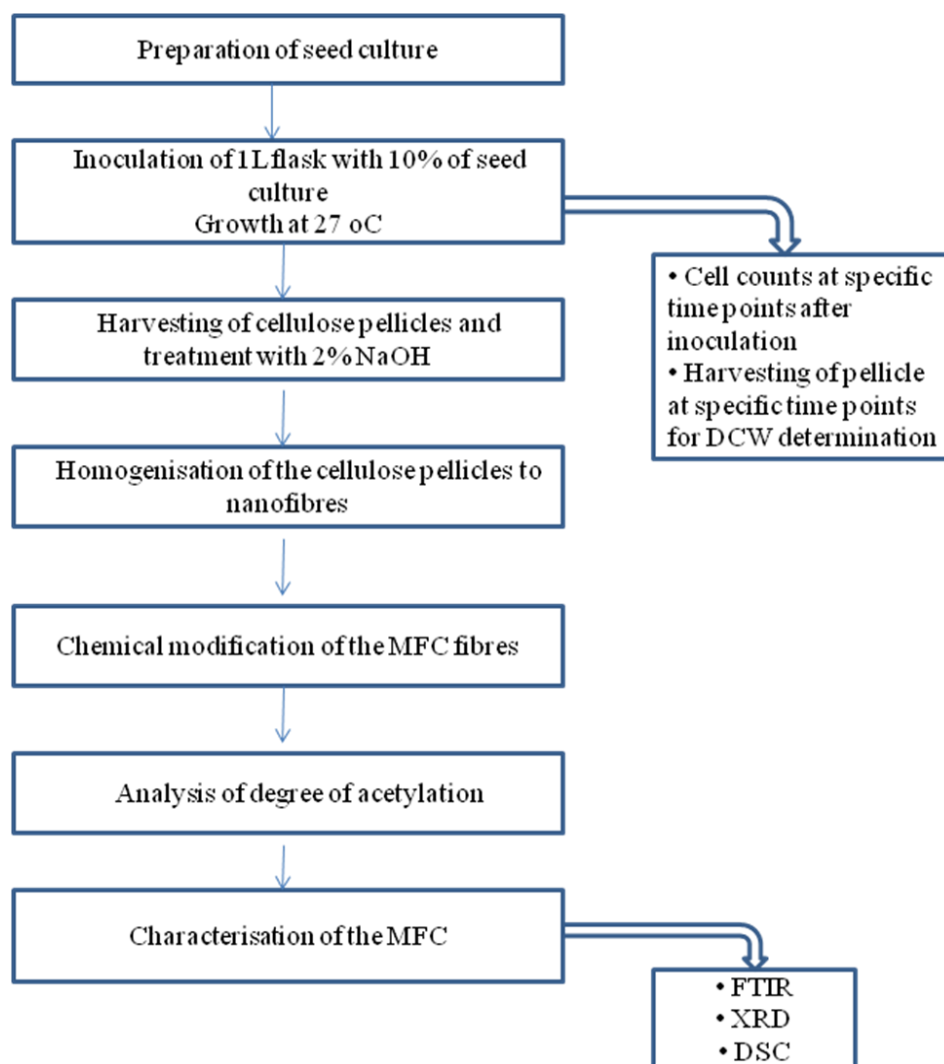 Preparation of seed culture
Inoculation of 1L flask with 10% of seed
culture
Growth at 27 oC
• Cell counts at specific
time points after
inoculation
• Harvesting of pellicle
at specific time points
for DCW determination
Harvesting of cellulose pellicles and
treatment with 2% NaOH
Homogenisation of the cellulose pellicles to
nanofibres
Chemical modification of the MFC fibres
Analysis of degree of acetylation
Characterisation of the MFC
• FTIR
• XRD
• DSC